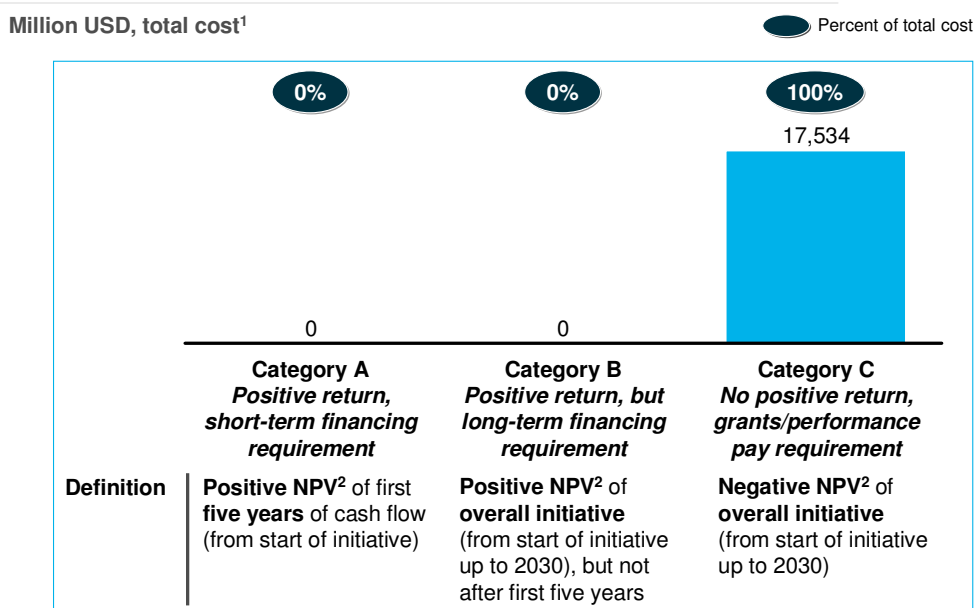 Million USD, total cost¹
Percent of total cost
0%
0%
100%
17,534
0
0
Category A
Positive return,
short-term financing
requirement
Category B
Positive return, but
long-term financing
requirement
Category C
No positive return,
grants/performance
pay requirement
Definition
Positive NPV² of first
five years of cash flow
(from start of initiative)
Positive NPV² of
overall initiative
(from start of initiative
up to 2030), but not
after first five years
Negative NPV² of
overall initiative
(from start of initiative
up to 2030)